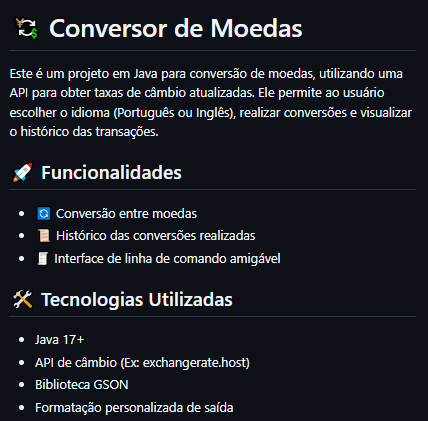 Conversor de Moedas
Este é um projeto em Java para conversão de moedas, utilizando uma
API para obter taxas de câmbio atualizadas. Ele permite ao usuário
escolher o idioma (Português ou Inglês), realizar conversões e visualizar
o histórico das transações.
🚀 Funcionalidades
• 🔄 Conversão entre moedas
• 📜 Histórico das conversões realizadas
• 🧾 Interface de linha de comando amigável
🛠️ Tecnologias Utilizadas
• Java 17+
• API de câmbio (Ex: exchangerate.host)
• Biblioteca GSON
• Formatação personalizada de saída